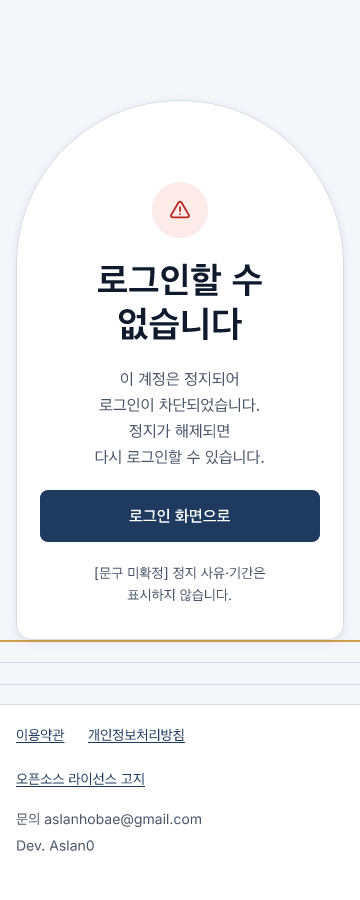 로그인할 수
없습니다
이 계정은 정지되어
로그인이 차단되었습니다.
정지가 해제되면
다시 로그인할 수 있습니다.
로그인 화면으로
[문구 미확정] 정지 사유·기간은
표시하지 않습니다.
이용약관 개인정보처리방침
오픈소스 라이선스 고지
문의 aslanhobae@gmail.com
Dev. Aslan0